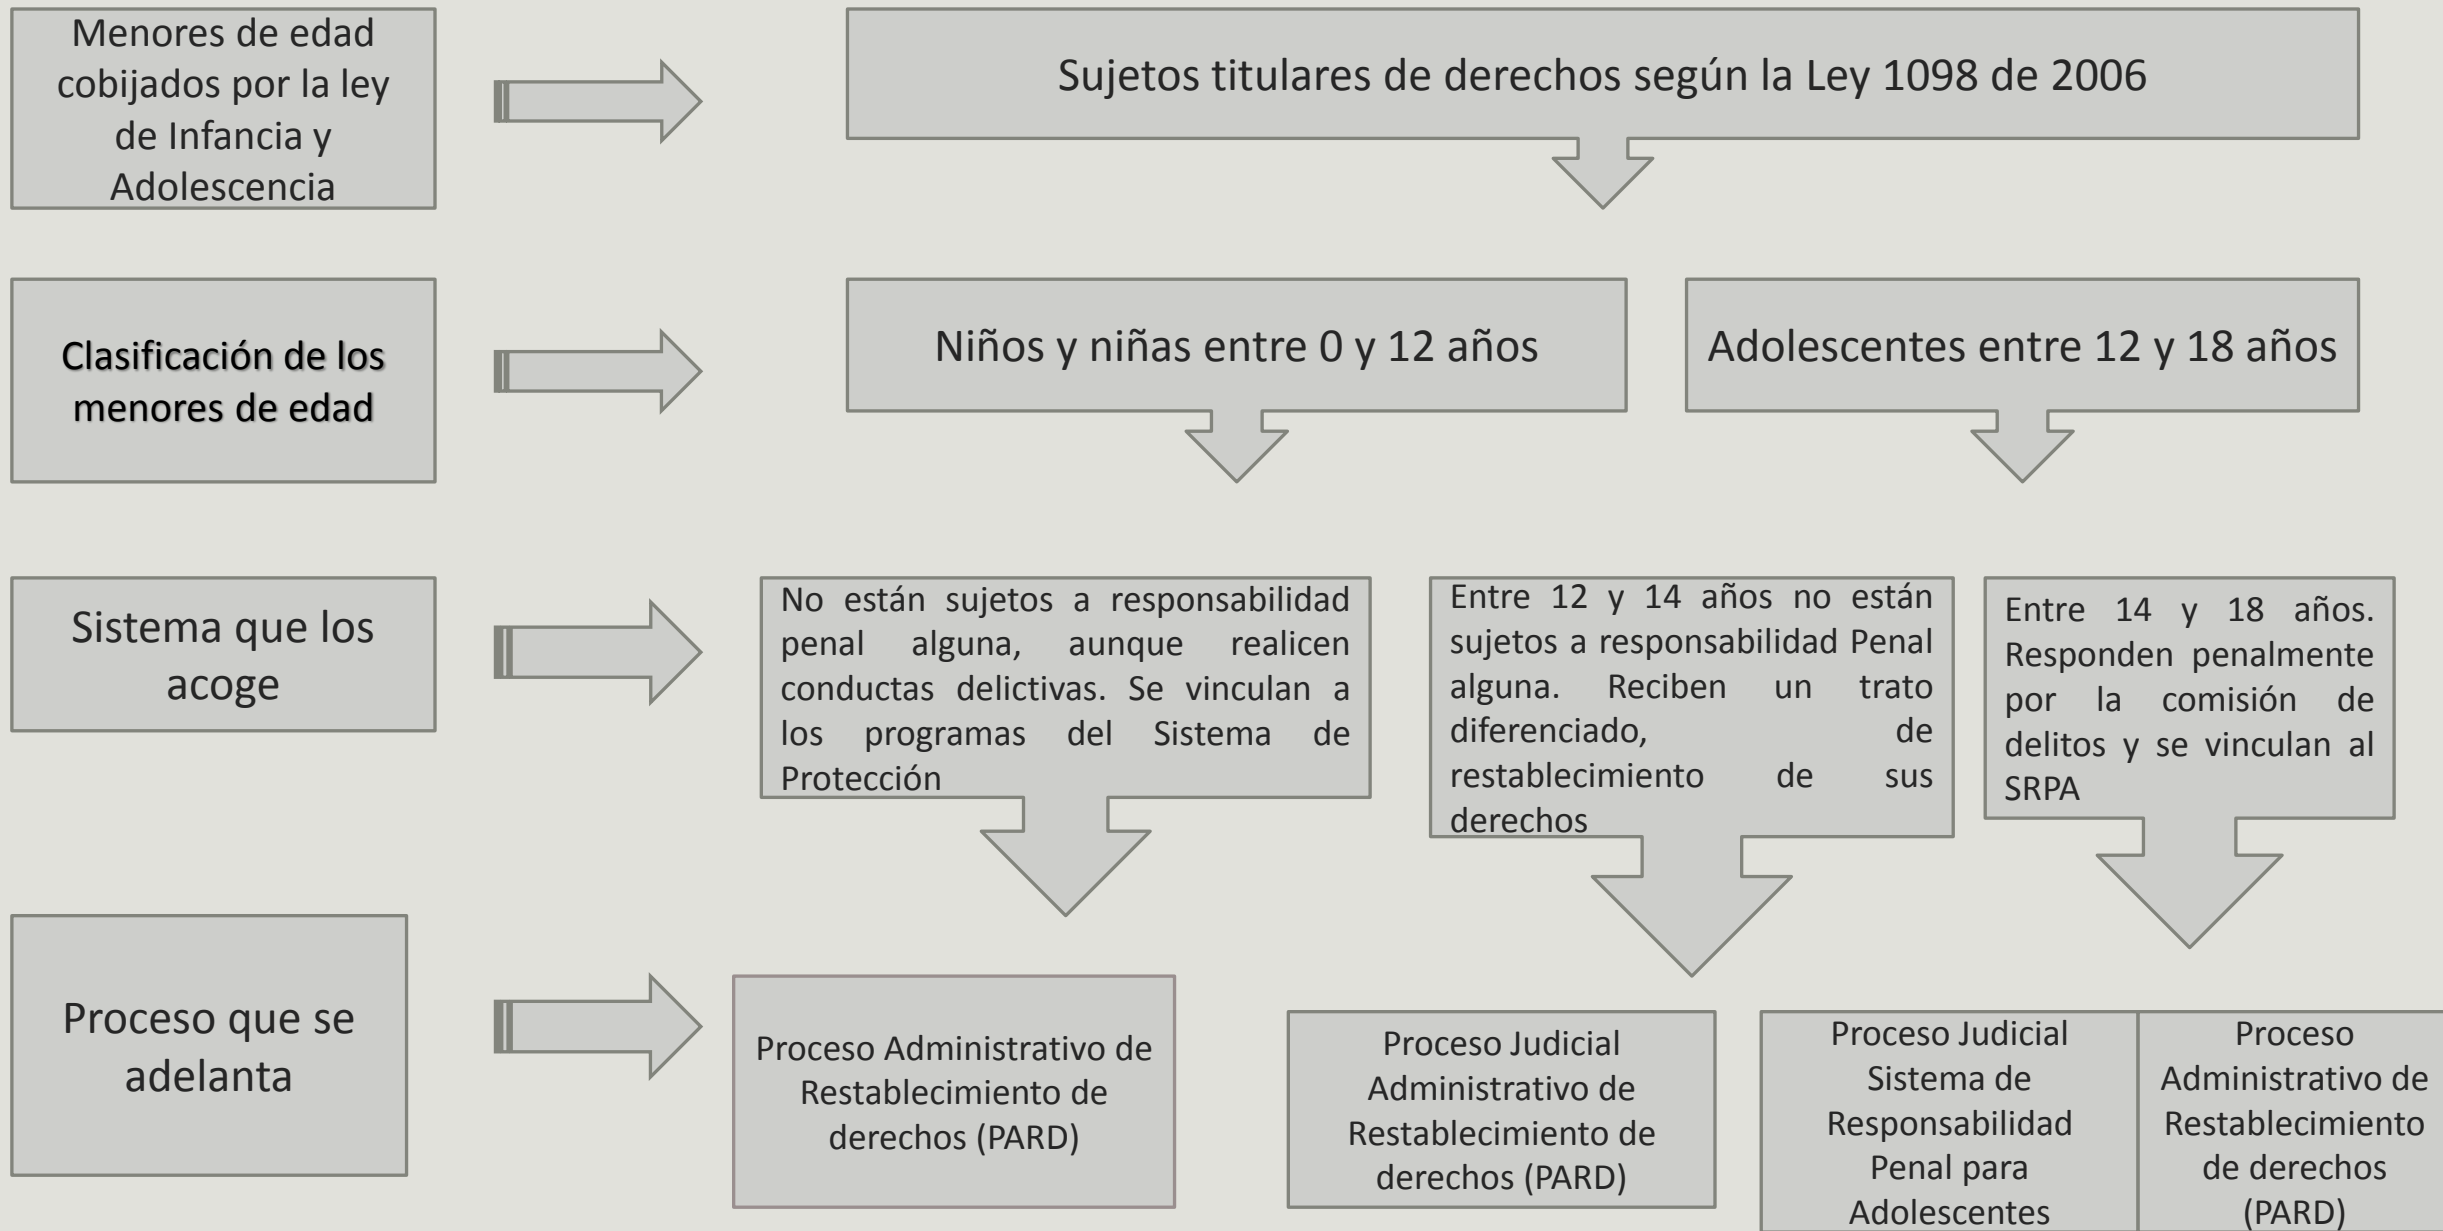 Menores de edad
cobijados por la ley
de Infancia y
Adolescencia
Sujetos titulares de derechos según la Ley 1098 de 2006
Clasificación de los
menores de edad
Niños y niñas entre 0 y 12 años
Adolescentes entre 12 y 18 años
Sistema que los
acoge
No están sujetos a responsabilidad
penal alguna, aunque realicen
conductas delictivas. Se vinculan a
los programas del Sistema de
Protección
Entre 12 y 14 años no están
sujetos a responsabilidad Penal
alguna. Reciben un trato
diferenciado, de
restablecimiento de sus
derechos
Entre 14 y 18 años.
Responden penalmente
por la comisión de
delitos y se vinculan al
SRPA
Proceso que se
adelanta
Proceso Administrativo de
Restablecimiento de
derechos (PARD)
Proceso Judicial
Administrativo de
Restablecimiento de
derechos (PARD)
Proceso Judicial
Sistema de
Responsabilidad
Penal para
Adolescentes
Proceso
Administrativo de
Restablecimiento
de derechos
(PARD)